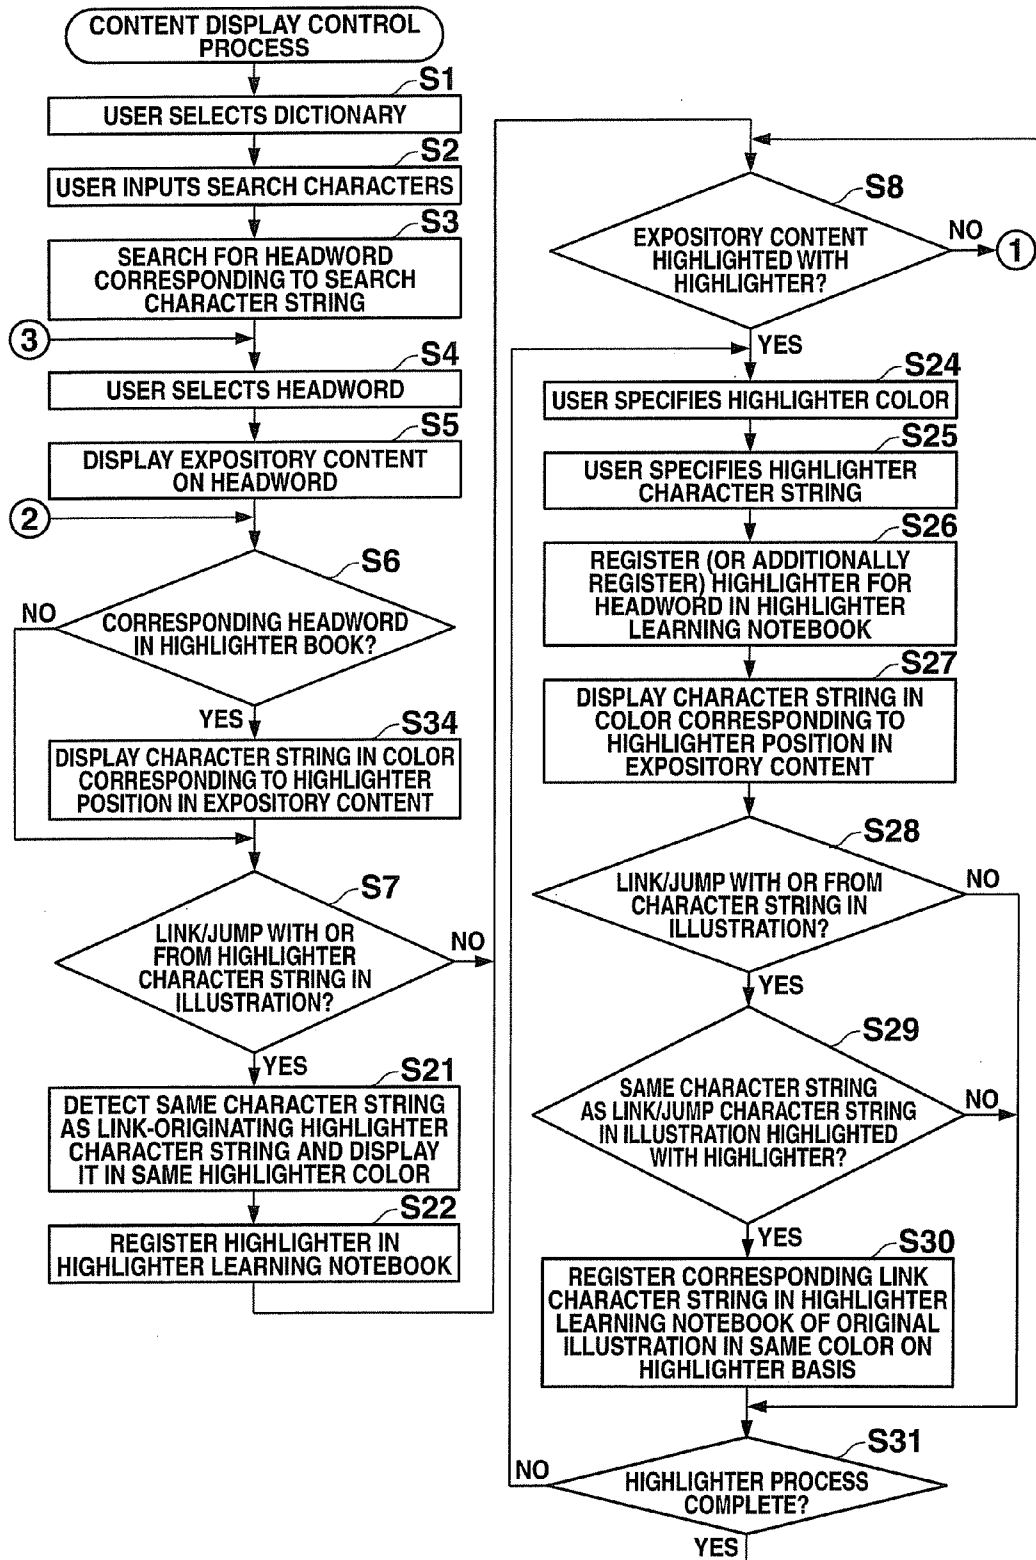 CONTENT DISPLAY CONTROL
PROCESS
S1
USER SELECTS DICTIONARY
S2
USER INPUTS SEARCH CHARACTERS
S3
SEARCH FOR HEADWORD
CORRESPONDING TO SEARCH
CHARACTER STRING
3
S4
USER SELECTS HEADWORD
S5
DISPLAY EXPOSITORY CONTENT
ON HEADWORD
2
S6
NO
CORRESPONDING HEADWORD
IN HIGHLIGHTER BOOK?
YES
S34
DISPLAY CHARACTER STRING IN COLOR
CORRESPONDING TO HIGHLIGHTER
POSITION IN EXPOSITORY CONTENT
S7
LINK/JUMP WITH OR
FROM HIGHLIGHTER
CHARACTER STRING IN
ILLUSTRATION?
NO
YES
S21
DETECT SAME CHARACTER STRING
AS LINK-ORIGINATING HIGHLIGHTER
CHARACTER STRING AND DISPLAY
IT IN SAME HIGHLIGHTER COLOR
S22
REGISTER HIGHLIGHTER IN
HIGHLIGHTER LEARNING NOTEBOOK
S8
EXPOSITORY CONTENT
HIGHLIGHTED WITH
HIGHLIGHTER?
NO
1
YES
S24
USER SPECIFIES HIGHLIGHTER COLOR
S25
USER SPECIFIES HIGHLIGHTER
CHARACTER STRING
S26
REGISTER (OR ADDITIONALLY
REGISTER) HIGHLIGHTER FOR
HEADWORD IN HIGHLIGHTER
LEARNING NOTEBOOK
S27
DISPLAY CHARACTER STRING IN
COLOR CORRESPONDING TO
HIGHLIGHTER POSITION IN
EXPOSITORY CONTENT
S28
LINK/JUMP WITH OR FROM
CHARACTER STRING IN
ILLUSTRATION?
NO
YES
S29
SAME CHARACTER STRING
AS LINK/JUMP CHARACTER STRING
IN ILLUSTRATION HIGHLIGHTED
WITH HIGHLIGHTER?
NO
YES
S30
REGISTER CORRESPONDING LINK
CHARACTER STRING IN HIGHLIGHTER
LEARNING NOTEBOOK OF ORIGINAL
ILLUSTRATION IN SAME COLOR ON
HIGHLIGHTER BASIS
S31
NO
HIGHLIGHTER PROCESS
COMPLETE?
YES